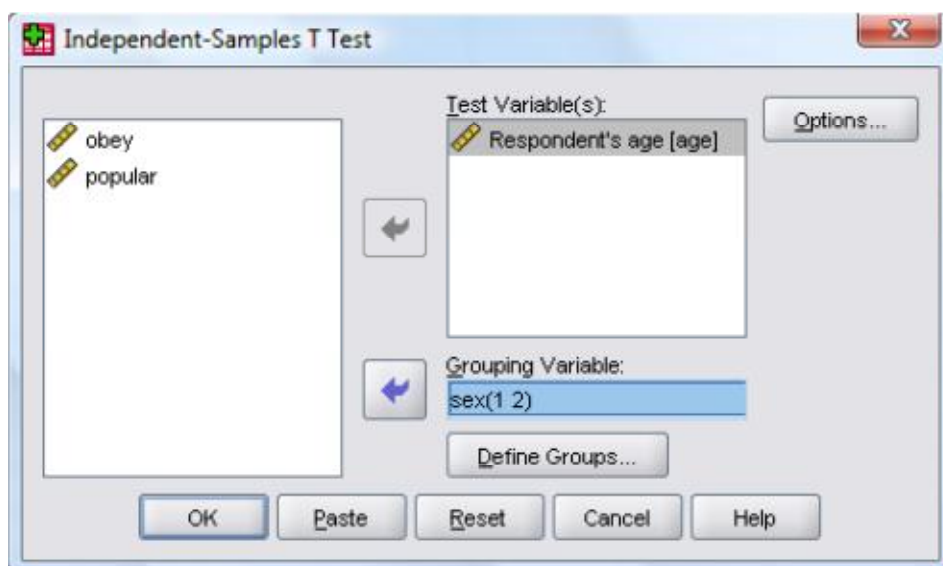 Independent-Samples T Test
Test Variable(s):
Options...
obey
popular
Respondent's age [age]
Grouping Variable:
sex(1 2)
Define Groups...
OK Paste Reset Cancel Help